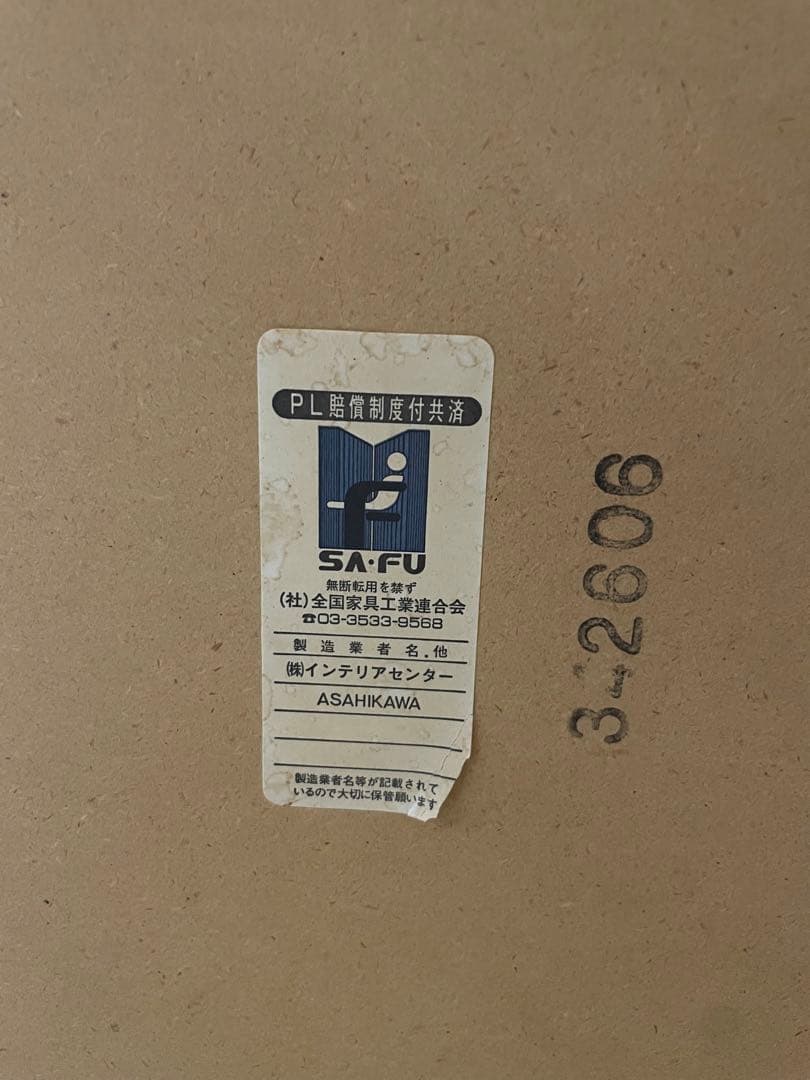 PL賠償制度付共済
SA・FU
無断転用を禁ず
(社)全国家具工業連合会
☎03-3533-9568
製造業者名.他
(株)インテリアセンター
ASAHIKAWA
製造業者名等が記載されて
いるので大切に保管願います
3-42606